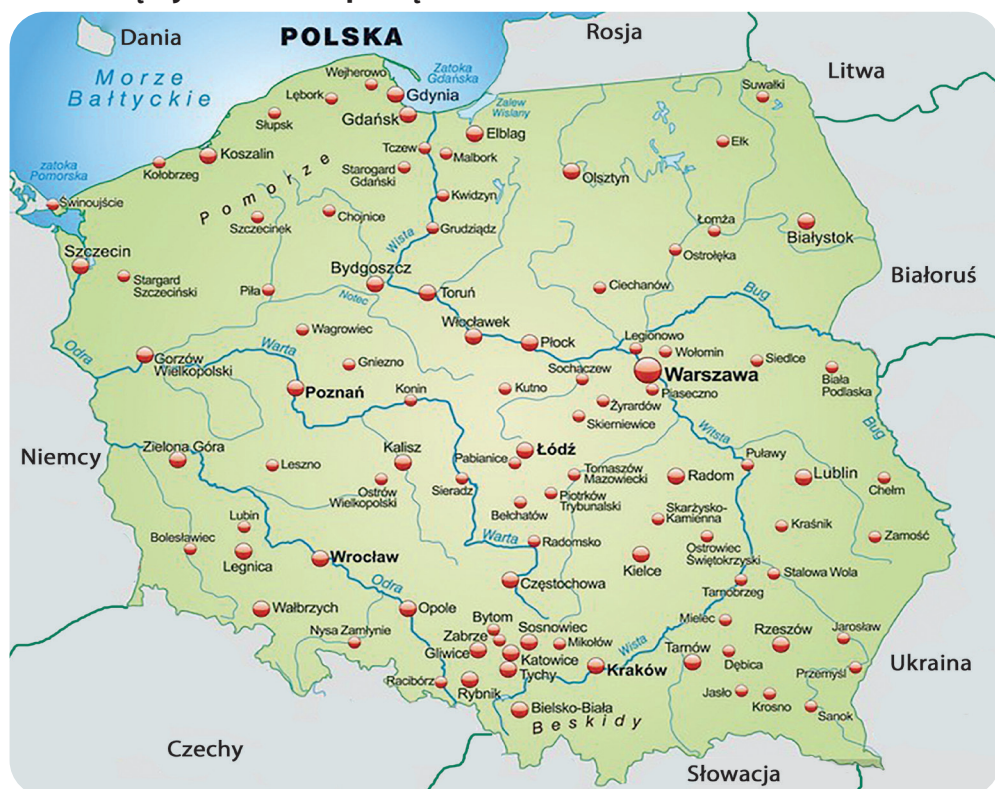 Dania
POLSKA
Rosja
Litwa
Morze
Bałtyckie
Zatoka
Gdańska
Wejherowo
Gdynia
Lębork
Słupsk
Gdańsk
Zalew
Wislany
Elbląg
Suwałki
Ełk
Koszalin
Tczew
Malbork
Starogard
Gdański
Olsztyn
Kołobrzeg
zatoka
Pomorska
Pomorze
Świnoujście
Kwidzyn
Chojnice
Szczecinek
Grudziądz
Łomża
Białystok
Wisła
Szczecin
Stargard
Szczeciński
Bydgoszcz
Ostrołęka
Białoruś
Piła
Notec
Toruń
Ciechanów
Bug
Wagrowiec
Włocławek
Płock
Legionowo
Wołomin
Odra
Gorzów
Wielkopolski
Warta
Gniezno
Sochaczew
Warszawa
Siedlce
Biała
Podlaska
Poznań
Konin
Kutno
Piaseczno
Żyrardów
Skierniewice
Bug
Witsta
Niemcy
Zielona Góra
Leszno
Kalisz
Łódź
Pabianice
Puławy
Ostrów
Wielkopolski
Sieradz
Tomaszów
Mazowiecki
Radom
Lublin
Chełm
Piotrków
Trybunalski
Bełchatów
Lubin
Bolesławec
Legnica
Wrocław
Warta
Radomsko
Skarżysko-
Kamienna
Kraśnik
Zamość
Ostrowiec
Świętokrzyski
Kielce
Odra
Częstochowa
Stalowa Wola
Tarnobrzeg
Wałbrzych
Opole
Nysa Zamłynie
Bytom
Zabrze
Gliwice
Sosnowiec
Mikołów
Katowice
Tychy
Wista
Mielec
Rzeszów
Jarosław
Kraków
Tarnów
Dębica
Przemyśl
Ukraina
Racibórz
Rybnik
Jasło
Krosno
Sanok
Bielsko-Biała
Beskidy
Czechy
Słowacja